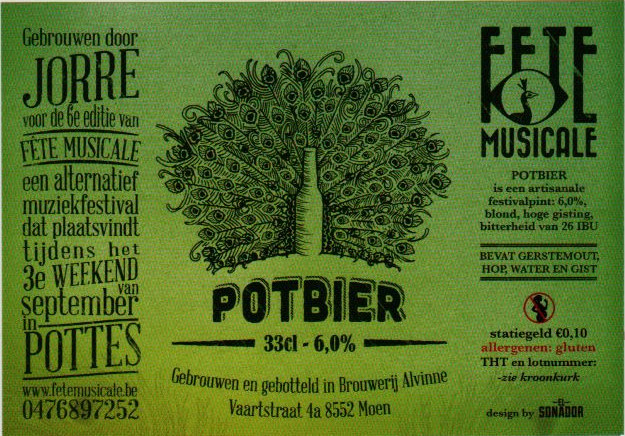 Gebrouwen door
JORRE
voor de 6e editie van
FÊTE MUSICALE
een alternatief
muziekfestival
dat plaatsvindt
tijdens het
3e WEEKEND
van
september
in
POTTES
www.fetemusicale.be
0476897252
POTBIER
33cl - 6,0%
Gebrouwen en gebotteld in Brouwerij Alvinne
Vaartstraat 4a 8552 Moen
FETE
MUSICALE
POTBIER
is een artisanale
festivalpint: 6,0%,
blond, hoge gisting,
bitterheid van 26 IBU
BEVAT GERSTEMOUT,
HOP, WATER EN GIST
statiegeld €0,10
allergenen: gluten
THT en lotnummer:
-zie kroonkurk
design by SONADOR